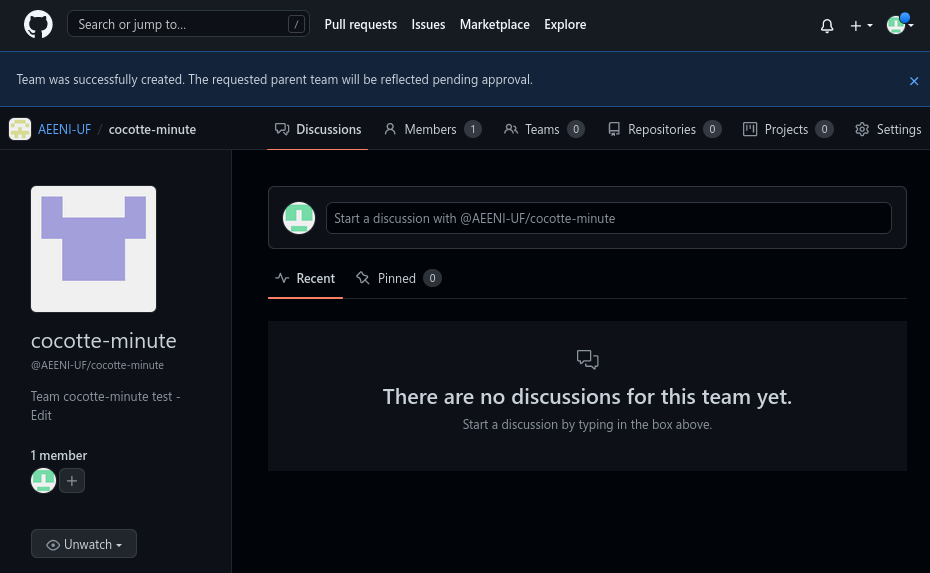 Search or jump to... / Pull requests Issues Marketplace Explore
Team was successfully created. The requested parent team will be reflected pending approval.
AEENI-UF / cocotte-minute Discussions Members 1 Teams 0 Repositories 0 Projects 0 Settings
Start a discussion with @AEENI-UF/cocotte-minute
Recent Pinned 0
cocotte-minute
@AEENI-UF/cocotte-minute
Team cocotte-minute test -
Edit
1 member
Unwatch
There are no discussions for this team yet.
Start a discussion by typing in the box above.